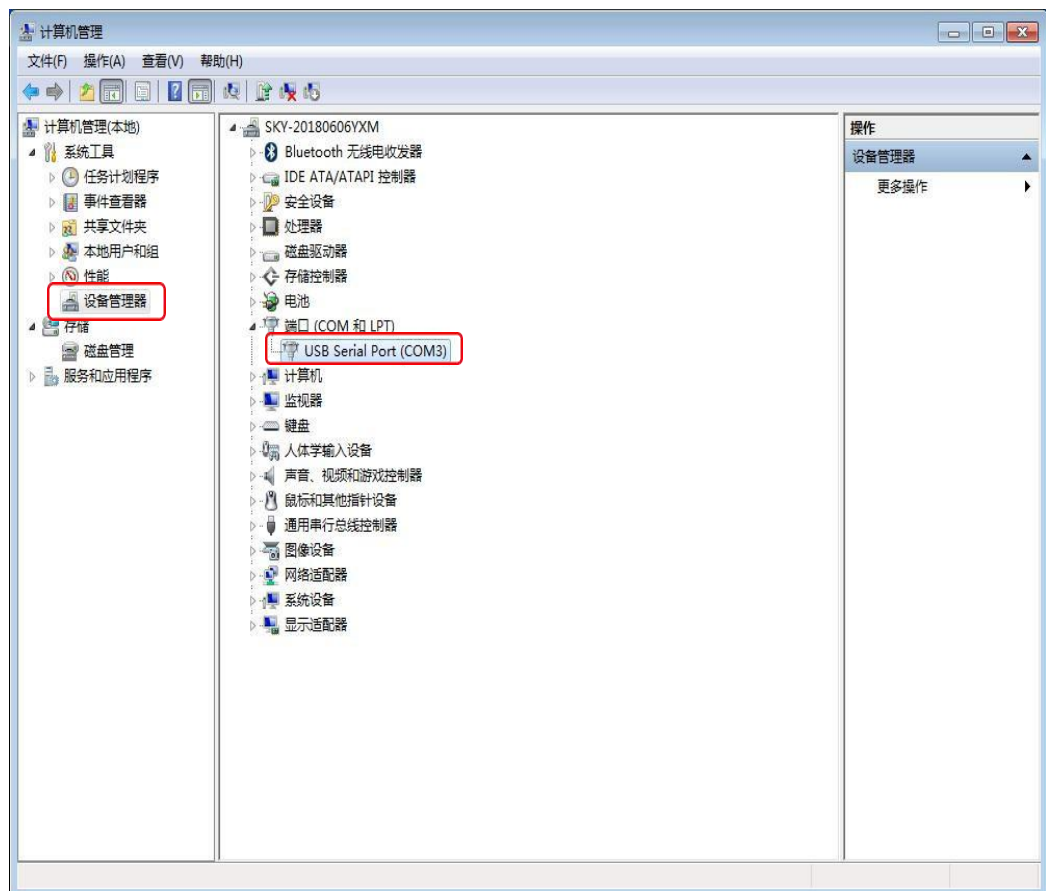 计算机管理
文件(F) 操作(A) 查看(V) 帮助(H)
计算机管理(本地)
系统工具
任务计划程序
事件查看器
共享文件夹
本地用户和组
性能
设备管理器
存储
磁盘管理
服务和应用程序
SKY-20180606YXM
Bluetooth 无线电收发器
IDE ATA/ATAPI 控制器
安全设备
处理器
磁盘驱动器
存储控制器
电池
端口 (COM 和 LPT)
USB Serial Port (COM3)
计算机
监视器
键盘
人体学输入设备
声音、视频和游戏控制器
鼠标和其他指针设备
通用串行总线控制器
图像设备
网络适配器
系统设备
显示适配器
操作
设备管理器
更多操作